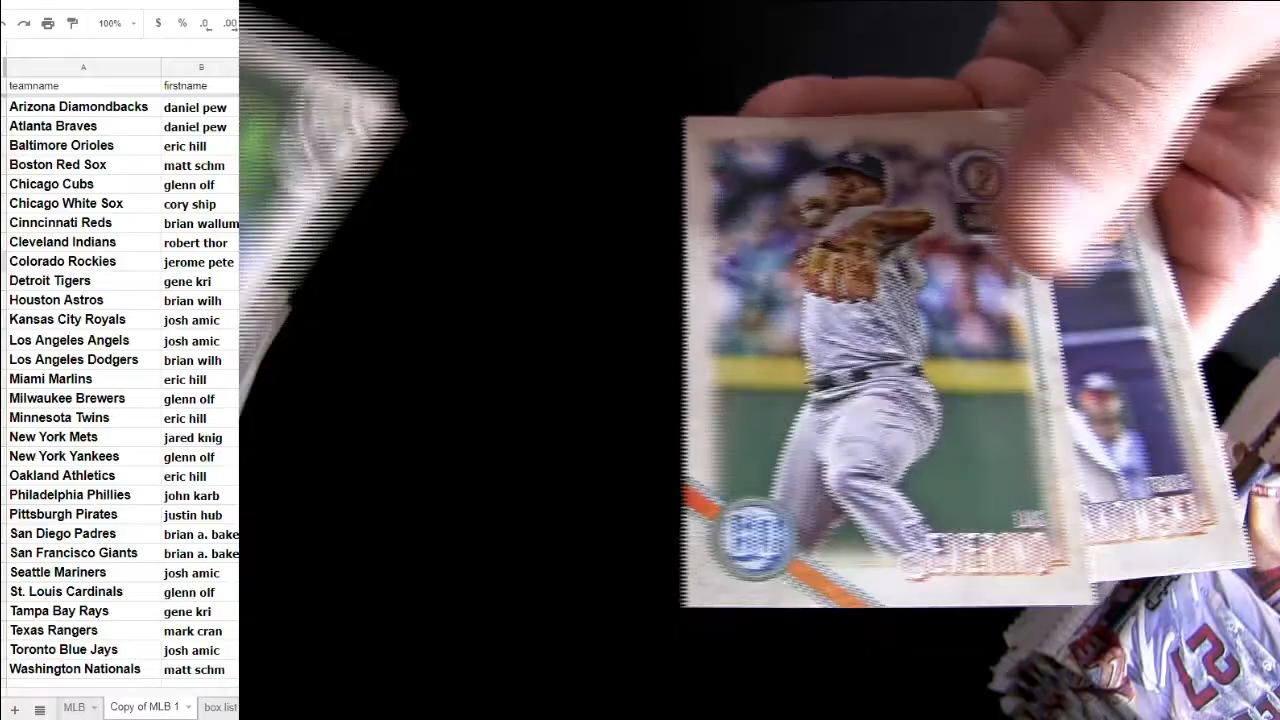 100% $ % .0 .00
A B
teamname firstname
Arizona Diamondbacks daniel pew
Atlanta Braves daniel pew
Baltimore Orioles eric hill
Boston Red Sox matt schm
Chicago Cubs glenn olf
Chicago White Sox cory ship
Cinncinnati Reds brian wallum
Cleveland Indians robert thor
Colorado Rockies jerome pete
Detroit Tigers gene kri
Houston Astros brian wilh
Kansas City Royals josh amic
Los Angeles Angels josh amic
Los Angeles Dodgers brian wilh
Miami Marlins eric hill
Milwaukee Brewers glenn olf
Minnesota Twins eric hill
New York Mets jared knig
New York Yankees glenn olf
Oakland Athletics eric hill
Philadelphia Phillies john karb
Pittsburgh Pirates justin hub
San Diego Padres brian a. bake
San Francisco Giants brian a. bake
Seattle Mariners josh amic
St. Louis Cardinals glenn olf
Tampa Bay Rays gene kri
Texas Rangers mark cran
Toronto Blue Jays josh amic
Washington Nationals matt schm
MLB Copy of MLB 1 box list
27